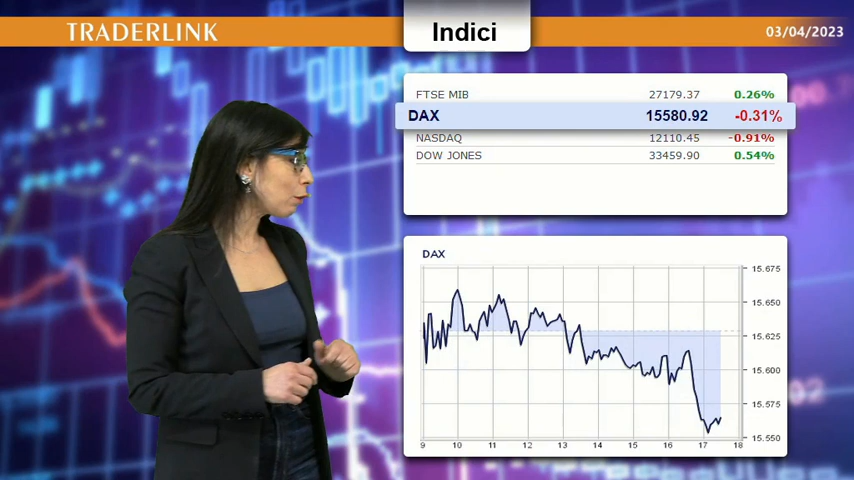 TRADERLINK
Indici
03/04/2023
FTSE MIB 27179.37 0.26%
DAX 15580.92 -0.31%
NASDAQ 12110.45 -0.91%
DOW JONES 33459.90 0.54%
DAX
15.675
15.650
15.625
15.600
15.575
15.550
9 10 11 12 13 14 15 16 17 18